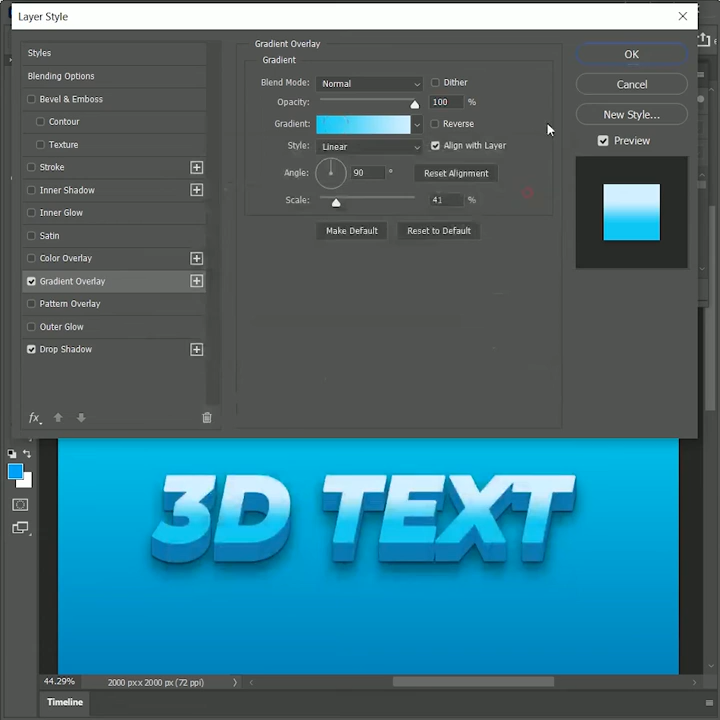 Layer Style
Styles
Blending Options
Bevel & Emboss
Contour
Texture
Stroke
Inner Shadow
Inner Glow
Satin
Color Overlay
Gradient Overlay
Pattern Overlay
Outer Glow
Drop Shadow
fx
Gradient Overlay
Gradient
Blend Mode: Normal Dither
Opacity: 100 %
Gradient: Reverse
Style: Linear Align with Layer
Angle: 90 ° Reset Alignment
Scale: 41 %
Make Default Reset to Default
OK
Cancel
New Style...
Preview
3D TEXT
44.29% 2000 px x 2000 px (72 ppi)
Timeline